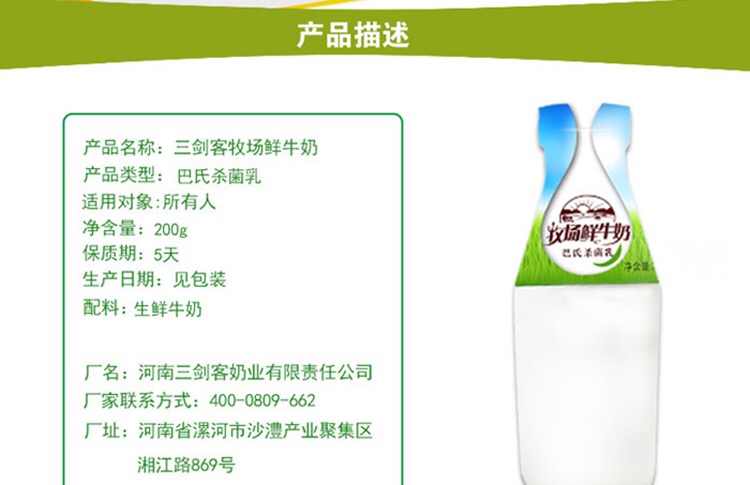 产品描述
产品名称：三剑客牧场鲜牛奶
产品类型：巴氏杀菌乳
适用对象:所有人
净含量：200g
保质期：5天
生产日期：见包装
配料：生鲜牛奶
厂名：河南三剑客奶业有限责任公司
厂家联系方式：400-0809-662
厂址：河南省漯河市沙澧产业聚集区
湘江路869号
牧场鲜牛奶
巴氏杀菌乳
净含量